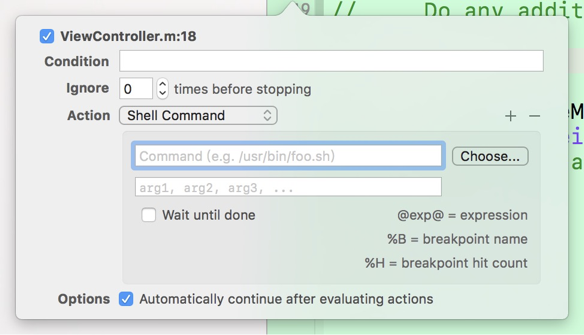 19 // Do any addit
ViewController.m:18
Condition
Ignore 0 times before stopping
Action Shell Command + −
Command (e.g. /usr/bin/foo.sh) Choose...
arg1, arg2, arg3, ...
Wait until done @exp@ = expression
%B = breakpoint name
%H = breakpoint hit count
Options Automatically continue after evaluating actions